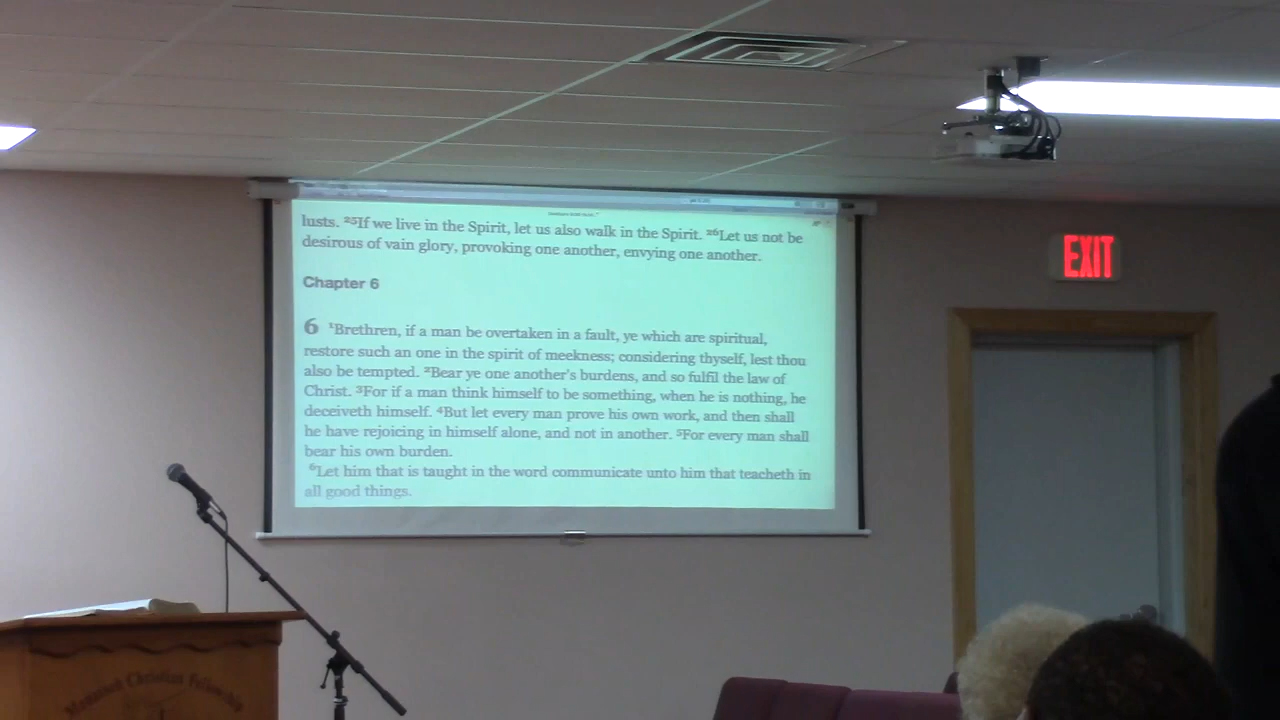 lusts. ²⁵If we live in the Spirit, let us also walk in the Spirit. ²⁶Let us not be
desirous of vain glory, provoking one another, envying one another.
Chapter 6
6 ¹Brethren, if a man be overtaken in a fault, ye which are spiritual,
restore such an one in the spirit of meekness; considering thyself, lest thou
also be tempted. ²Bear ye one another's burdens, and so fulfil the law of
Christ. ³For if a man think himself to be something, when he is nothing, he
deceiveth himself. ⁴But let every man prove his own work, and then shall
he have rejoicing in himself alone, and not in another. ⁵For every man shall
bear his own burden.
⁶Let him that is taught in the word communicate unto him that teacheth in
all good things.
EXIT
Christian Fellowship